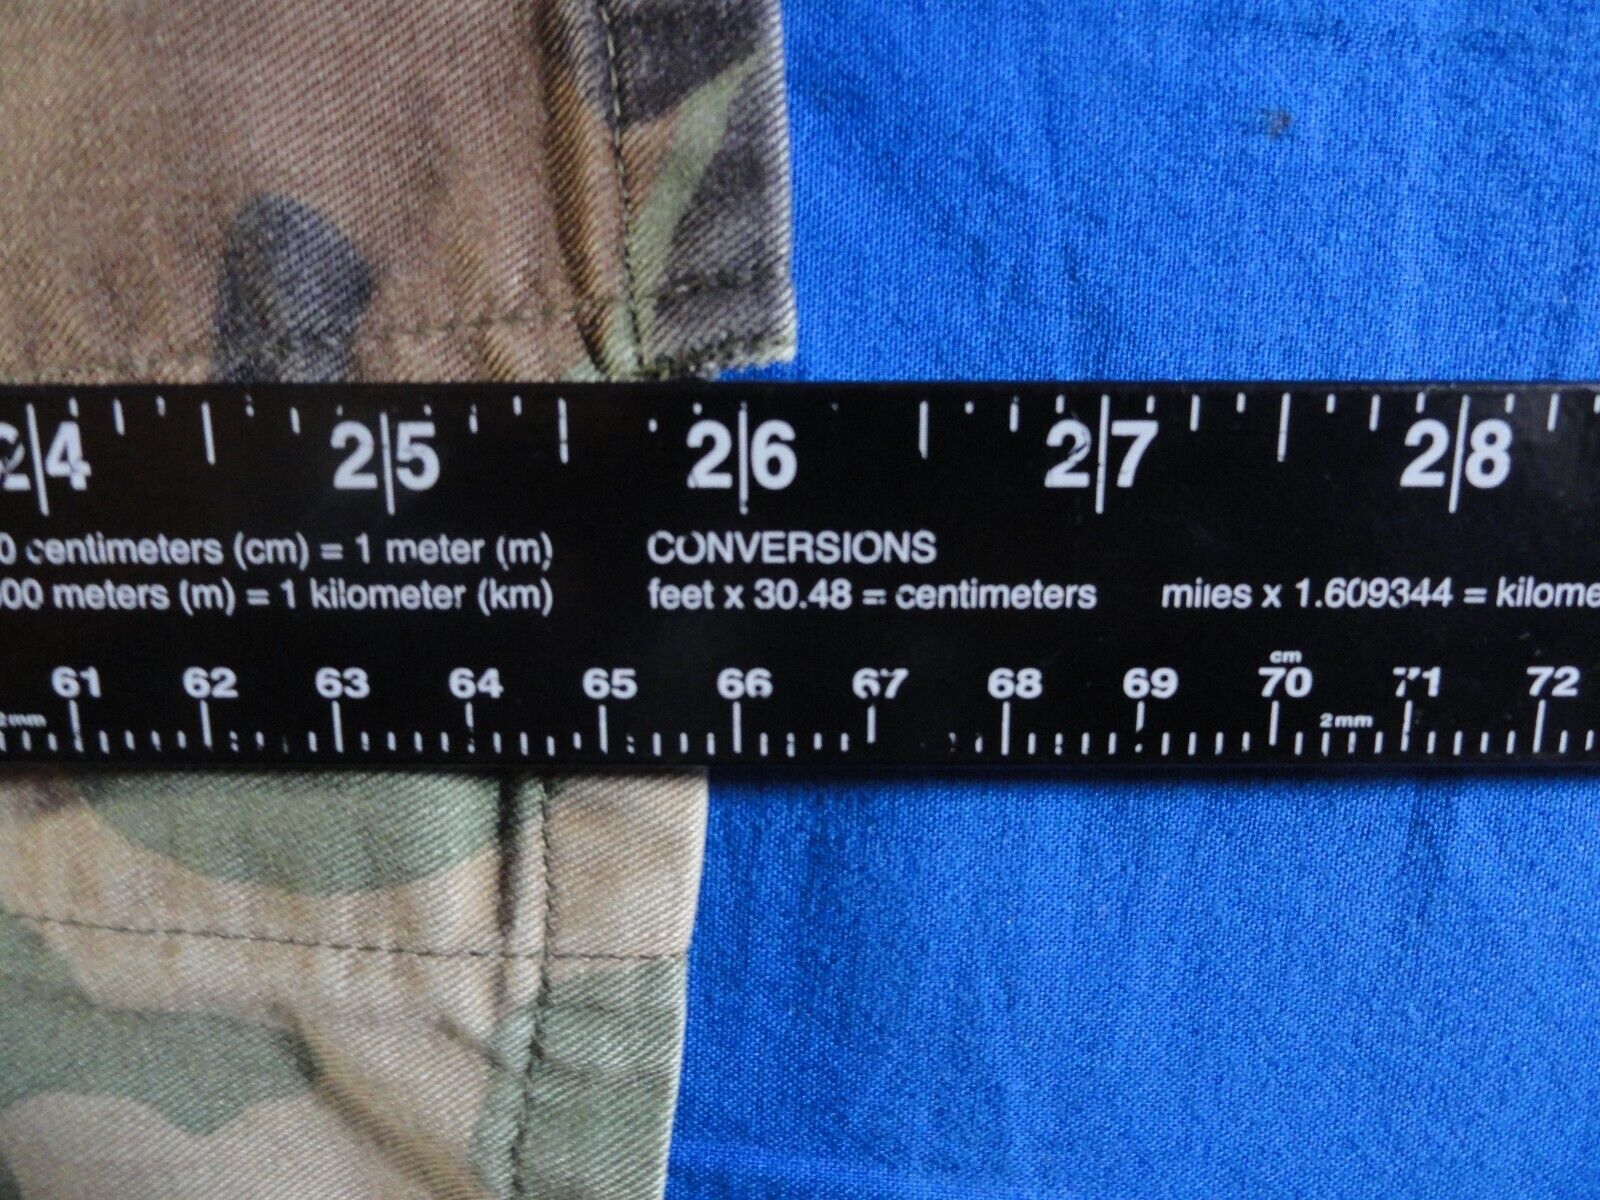 24 25 26 27 28
centimeters (cm) = 1 meter (m) CONVERSIONS
meters (m) = 1 kilometer (km) feet x 30.48 = centimeters miles x 1.609344 =
cm
61 62 63 64 65 66 67 68 69 70 71 72
2mm 2mm